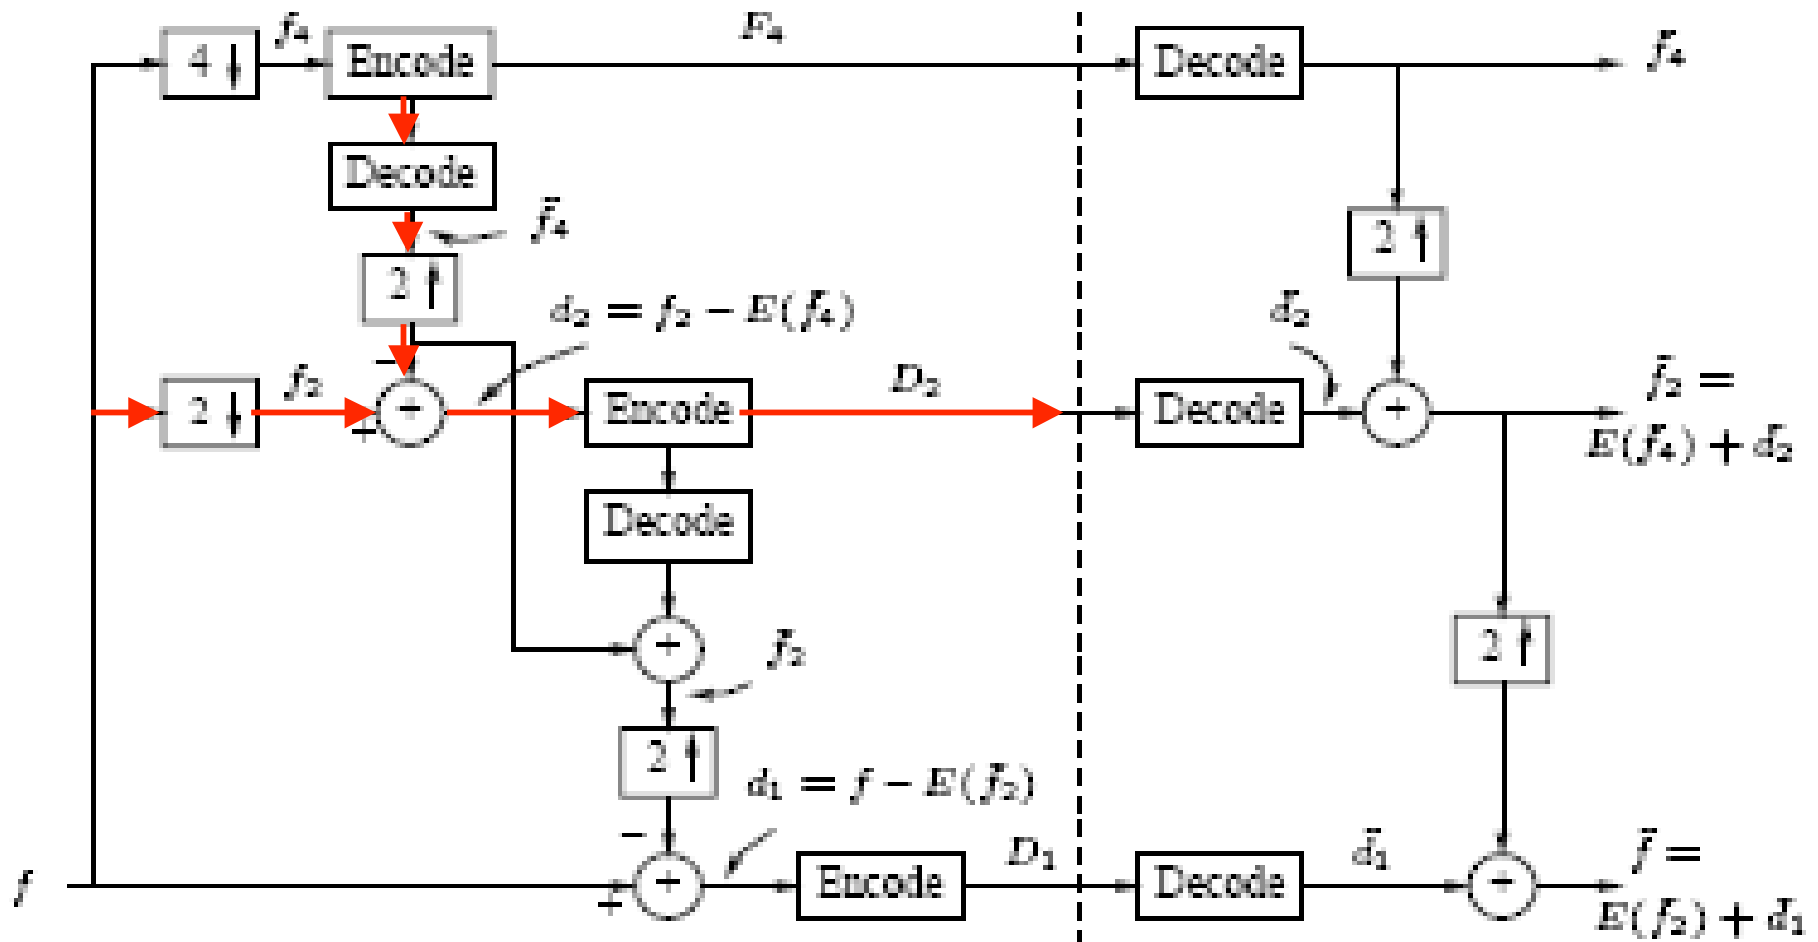 4 ↓
f₄
Encode
F₄
Decode
f̃₄
Decode
f̃₄
2 ↑
2 ↑
d₂ = f₂ − E(f̃₄)
d̃₂
−
2 ↓
f₂
+
+
Encode
D₂
Decode
+
f̃₂ =
E(f̃₄) + d̃₂
Decode
+
f̃₂
2 ↑
2 ↑
d₁ = f − E(f̃₂)
−
f
+
+
Encode
D₁
Decode
d̃₁
+
f̃ =
E(f̃₂) + d̃₁